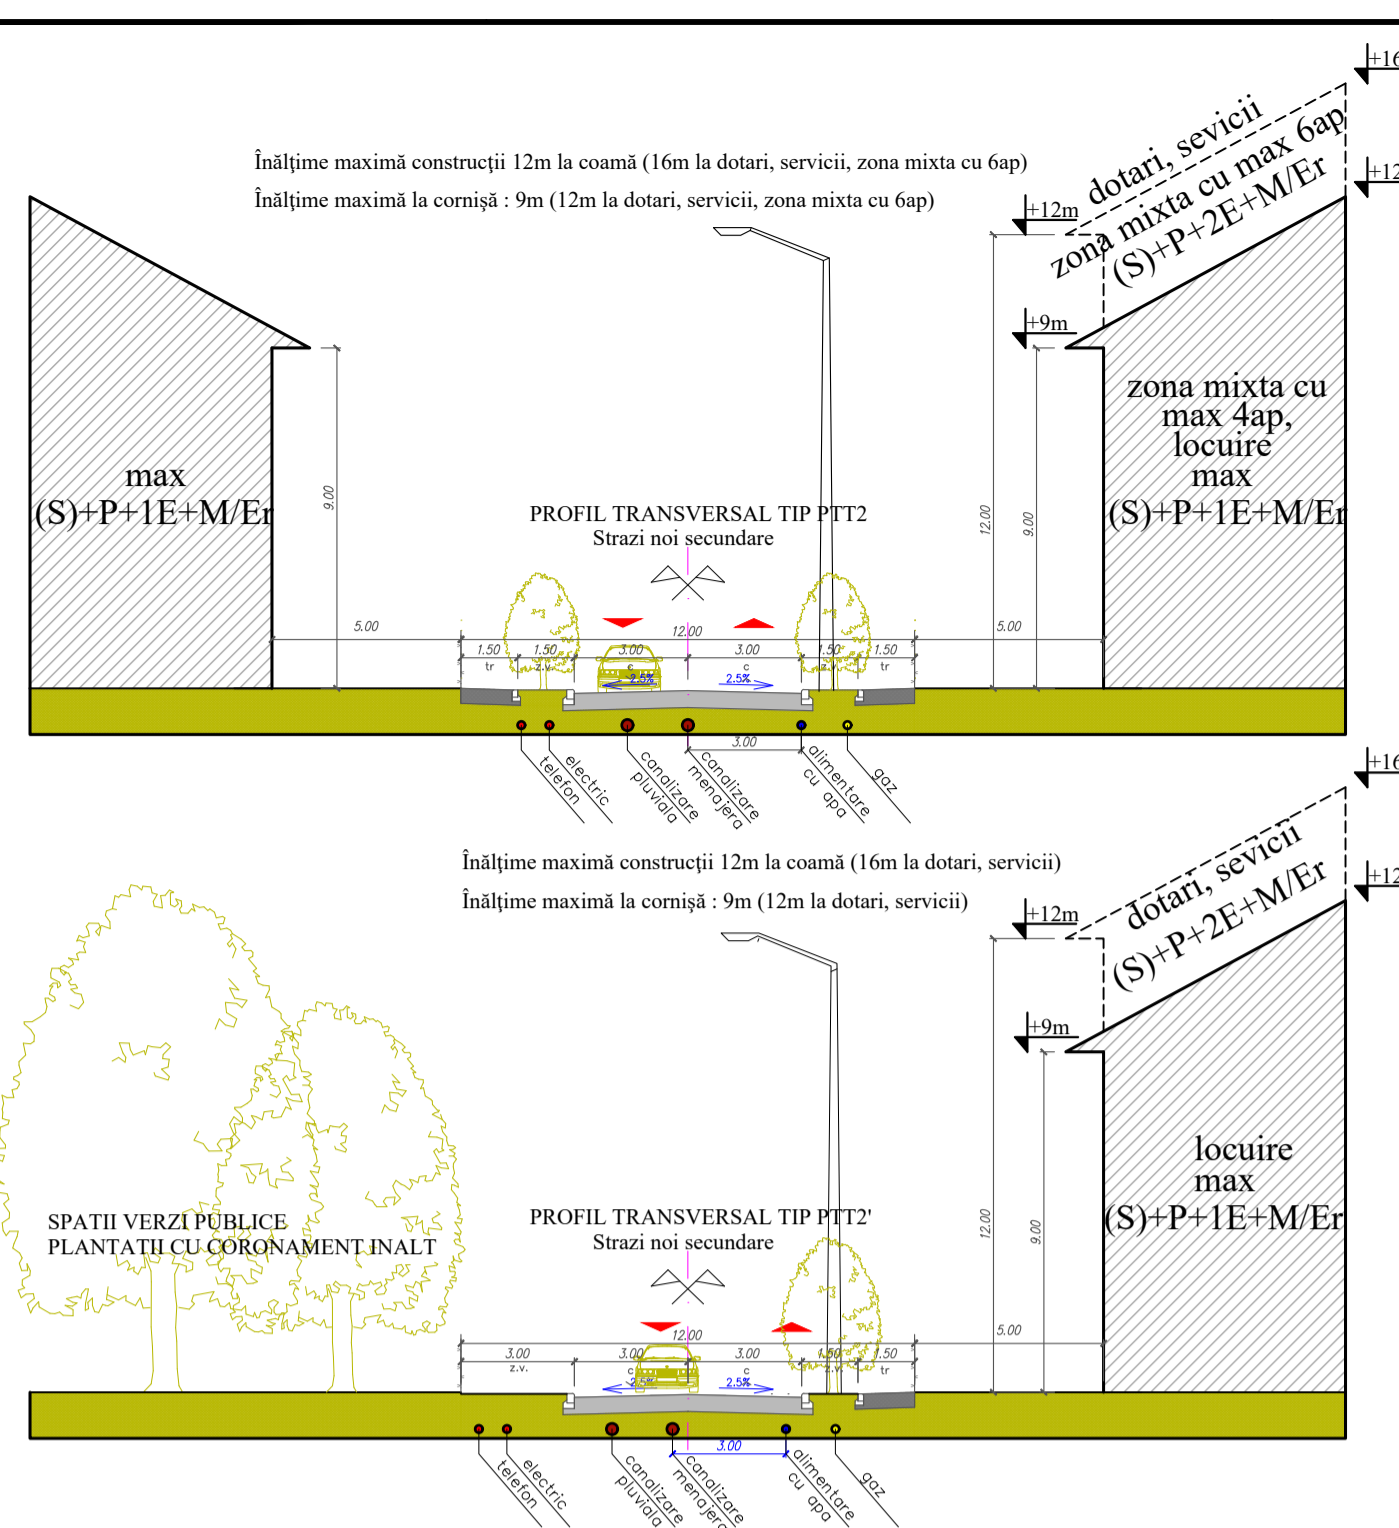 +16
dotari, sevicii
zona mixta cu max 6ap
(S)+P+2E+M/Er
+12
Înălţime maximă construcţii 12m la coamă (16m la dotari, servicii, zona mixta cu 6ap)
Înălţime maximă la cornişă : 9m (12m la dotari, servicii, zona mixta cu 6ap)
+12m
+9m
max
(S)+P+1E+M/Er
9.00
zona mixta cu
max 4ap,
locuire
max
(S)+P+1E+M/Er
12.00
9.00
PROFIL TRANSVERSAL TIP PTT2
Strazi noi secundare
5.00
12.00
5.00
1.50
1.50
3.00
3.00
1.50
1.50
tr
z.v.
c
c
z.v.
tr
2.5%
2.5%
3.00
telefon
electric
canalizare
pluviala
canalizare
menajera
alimentare
cu apa
gaz
+16
Înălţime maximă construcţii 12m la coamă (16m la dotari, servicii)
Înălţime maximă la cornişă : 9m (12m la dotari, servicii)
dotari, sevicii
(S)+P+2E+M/Er
+12
+12m
+9m
locuire
max
(S)+P+1E+M/Er
12.00
9.00
SPATII VERZI PUBLICE
PLANTATII CU CORONAMENT INALT
PROFIL TRANSVERSAL TIP PTT2'
Strazi noi secundare
12.00
5.00
3.00
3.00
3.00
1.50
1.50
z.v.
c
c
z.v.
tr
2.5%
2.5%
3.00
telefon
electric
canalizare
pluviala
canalizare
menajera
alimentare
cu apa
gaz